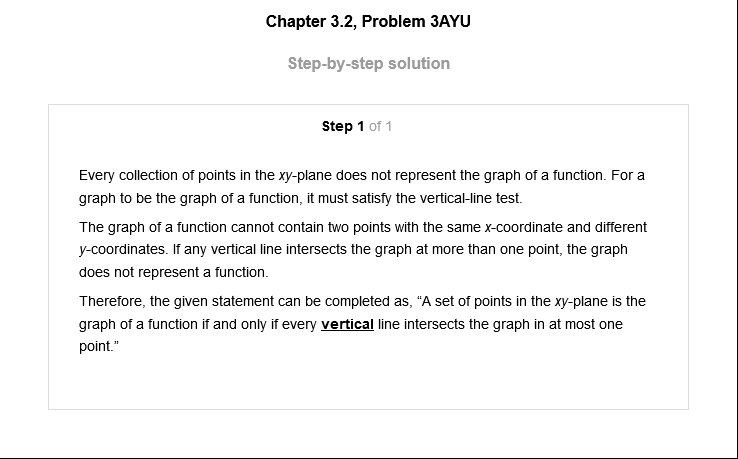 Chapter 3.2, Problem 3AYU
Step-by-step solution
Step 1 of 1
Every collection of points in the xy-plane does not represent the graph of a function. For a
graph to be the graph of a function, it must satisfy the vertical-line test.
The graph of a function cannot contain two points with the same x-coordinate and different
y-coordinates. If any vertical line intersects the graph at more than one point, the graph
does not represent a function.
Therefore, the given statement can be completed as, “A set of points in the xy-plane is the
graph of a function if and only if every vertical line intersects the graph in at most one
point.”